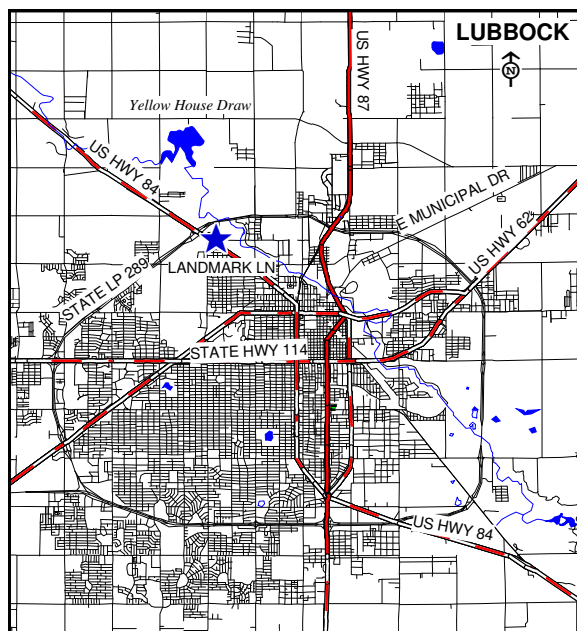 LUBBOCK
N
US HWY 87
Yellow House Draw
US HWY 84
E MUNICIPAL DR
US HWY 62
STATE LP 289
LANDMARK LN
STATE HWY 114
US HWY 84